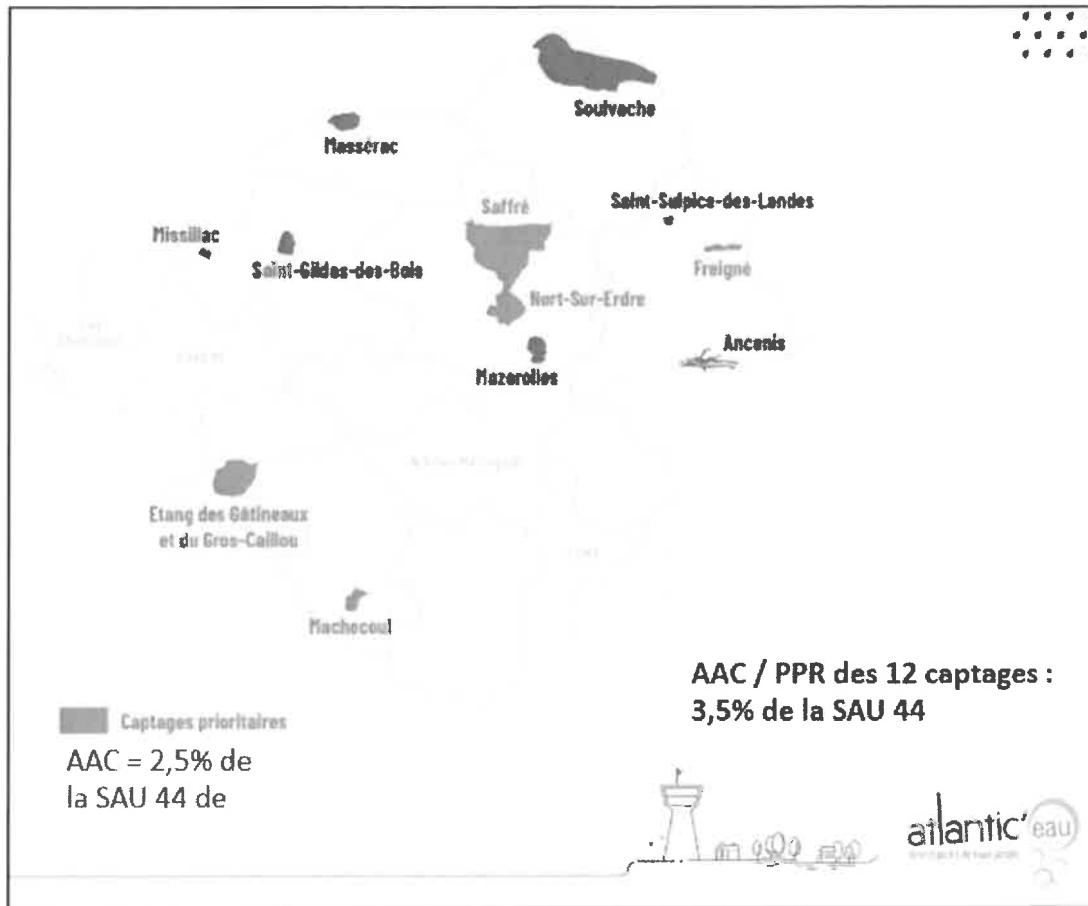 Soulvache
Massérac
Saffré
Saint-Sulpice-des-Landes
Missillac
Saint-Gildas-des-Bois
Freigné
Nort-Sur-Erdre
Ancenis
Mazerolles
Etang des Gâtineaux
et du Gros-Caillou
Machecoul
AAC / PPR des 12 captages :
3,5% de la SAU 44
Captages prioritaires
AAC = 2,5% de
la SAU 44 de
atlantic'eau